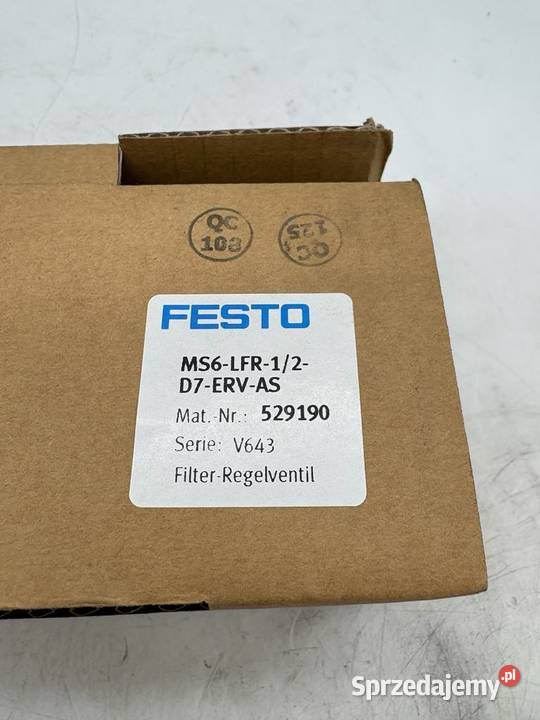 QC
108
QC
125
FESTO
MS6-LFR-1/2-
D7-ERV-AS
Mat.-Nr.: 529190
Serie: V643
Filter-Regelventil
Sprzedajemy.pl